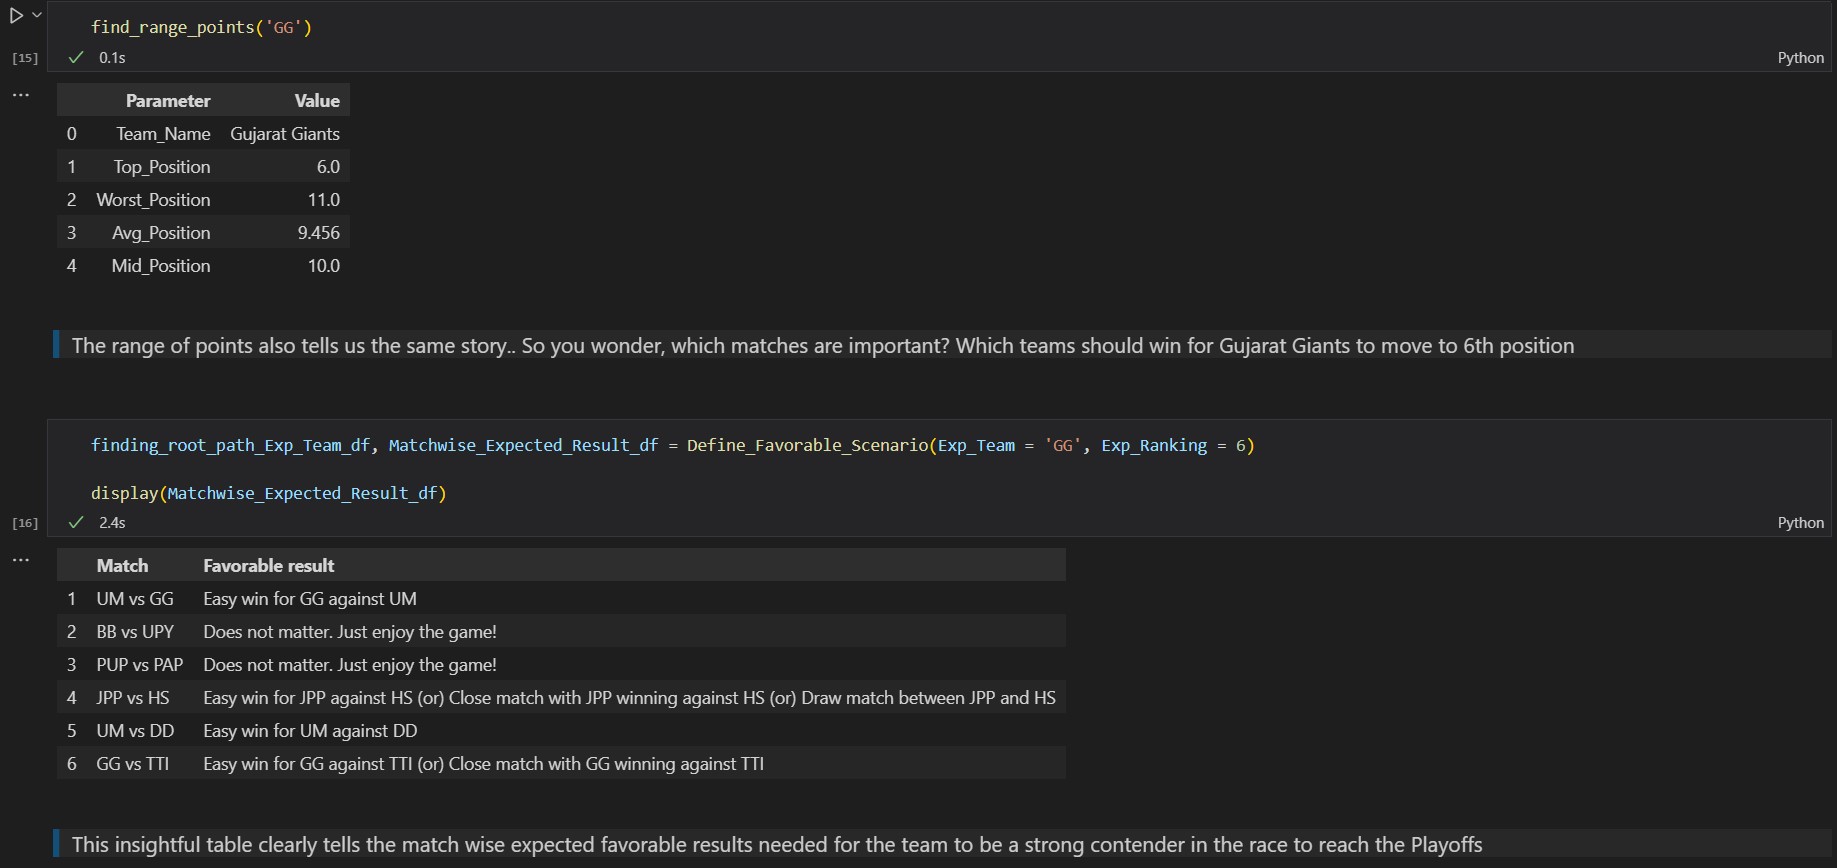 find_range_points('GG')
[15] 0.1s Python
...
Parameter Value
0 Team_Name Gujarat Giants
1 Top_Position 6.0
2 Worst_Position 11.0
3 Avg_Position 9.456
4 Mid_Position 10.0
The range of points also tells us the same story.. So you wonder, which matches are important? Which teams should win for Gujarat Giants to move to 6th position
finding_root_path_Exp_Team_df, Matchwise_Expected_Result_df = Define_Favorable_Scenario(Exp_Team = 'GG', Exp_Ranking = 6)
display(Matchwise_Expected_Result_df)
[16] 2.4s Python
...
Match Favorable result
1 UM vs GG Easy win for GG against UM
2 BB vs UPY Does not matter. Just enjoy the game!
3 PUP vs PAP Does not matter. Just enjoy the game!
4 JPP vs HS Easy win for JPP against HS (or) Close match with JPP winning against HS (or) Draw match between JPP and HS
5 UM vs DD Easy win for UM against DD
6 GG vs TTI Easy win for GG against TTI (or) Close match with GG winning against TTI
This insightful table clearly tells the match wise expected favorable results needed for the team to be a strong contender in the race to reach the Playoffs